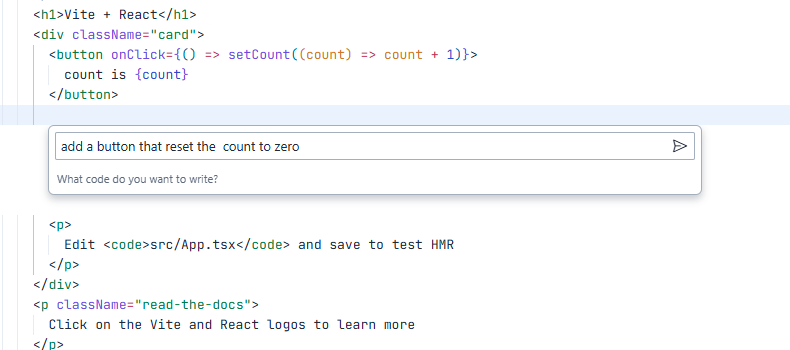 <h1>Vite + React</h1>
<div className="card">
<button onClick={() => setCount((count) => count + 1)}>
count is {count}
</button>
add a button that reset the  count to zero
What code do you want to write?
<p>
Edit <code>src/App.tsx</code> and save to test HMR
</p>
</div>
<p className="read-the-docs">
Click on the Vite and React logos to learn more
</p>